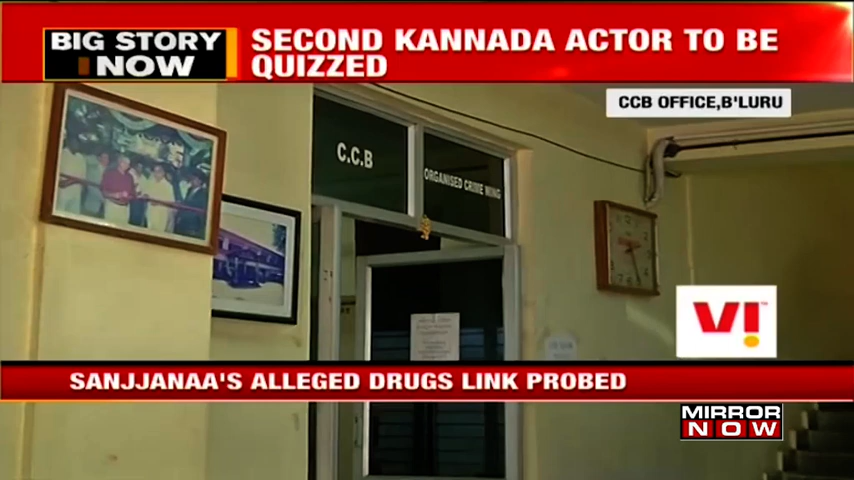 BIG STORY
NOW
SECOND KANNADA ACTOR TO BE
QUIZZED
CCB OFFICE,B'LURU
C.C.B
ORGANISED CRIME WING
VI
SANJJANAA'S ALLEGED DRUGS LINK PROBED
MIRROR
NOW